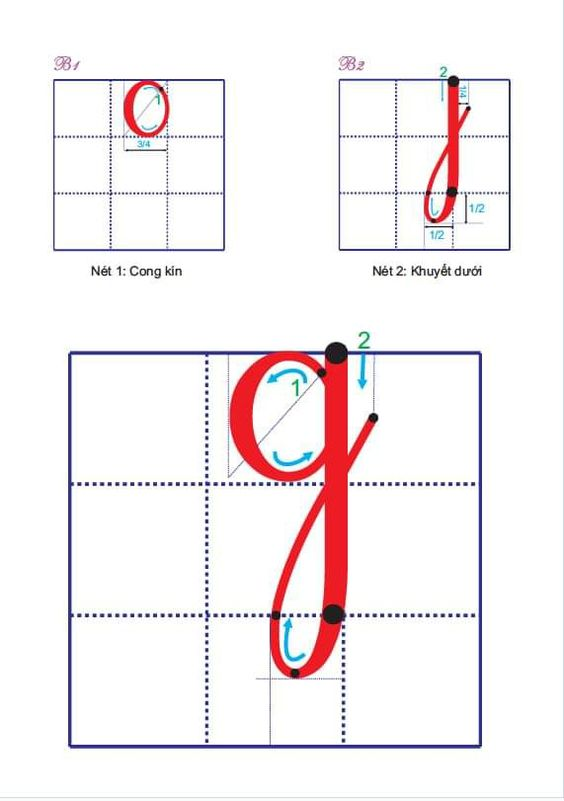 B1
B2
1
3/4
2
1/4
1/2
1/2
Nét 1: Cong kín
Nét 2: Khuyết dưới
2
1
g